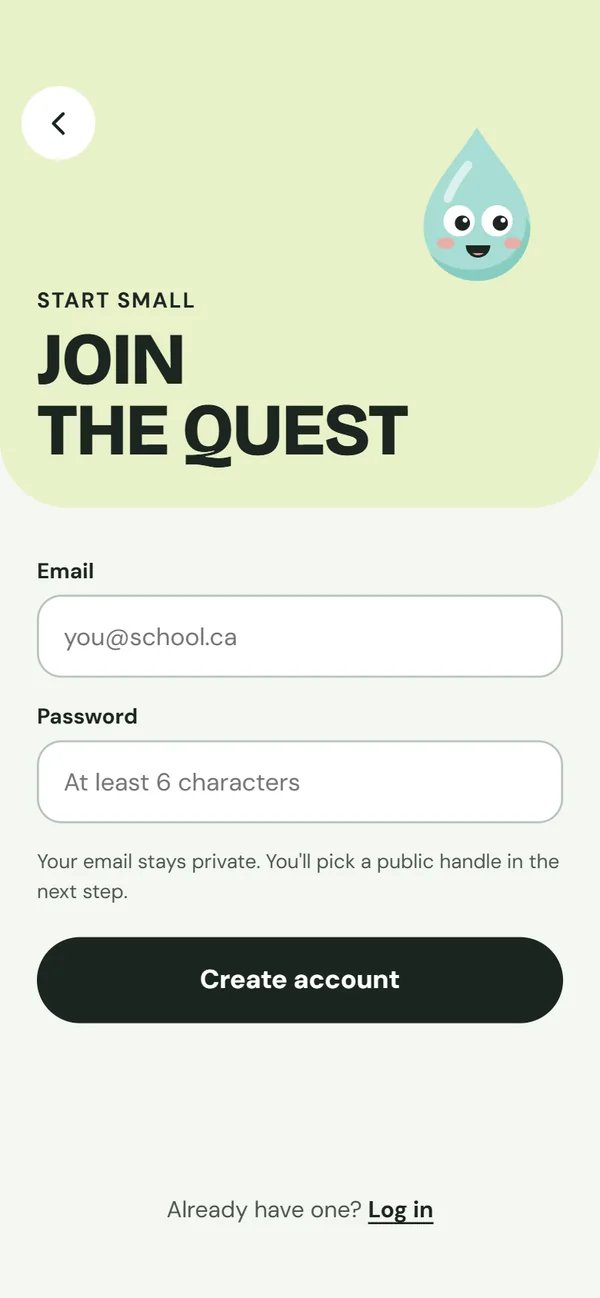 START SMALL
JOIN
THE QUEST
Email
you@school.ca
Password
At least 6 characters
Your email stays private. You'll pick a public handle in the
next step.
Create account
Already have one? Log in